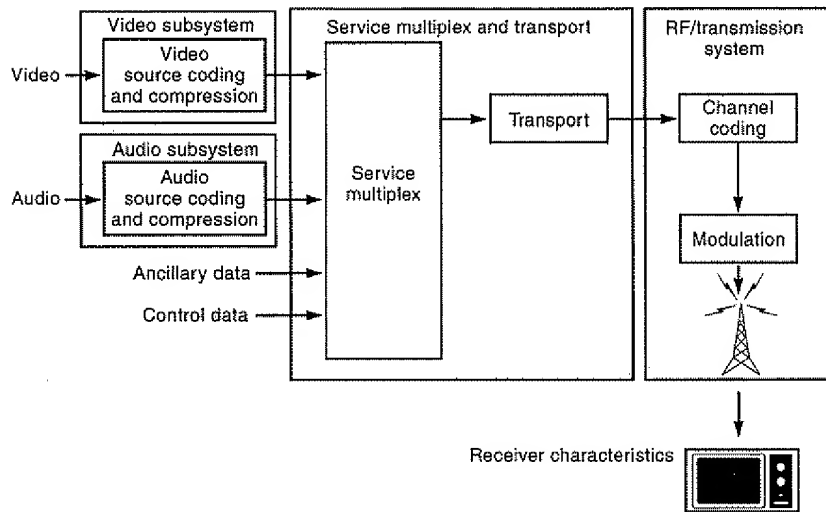 Video subsystem
Video
Video
source coding
and compression
Audio subsystem
Audio
Audio
source coding
and compression
Ancillary data
Control data
Service multiplex and transport
Service
multiplex
Transport
RF/transmission
system
Channel
coding
Modulation
Receiver characteristics